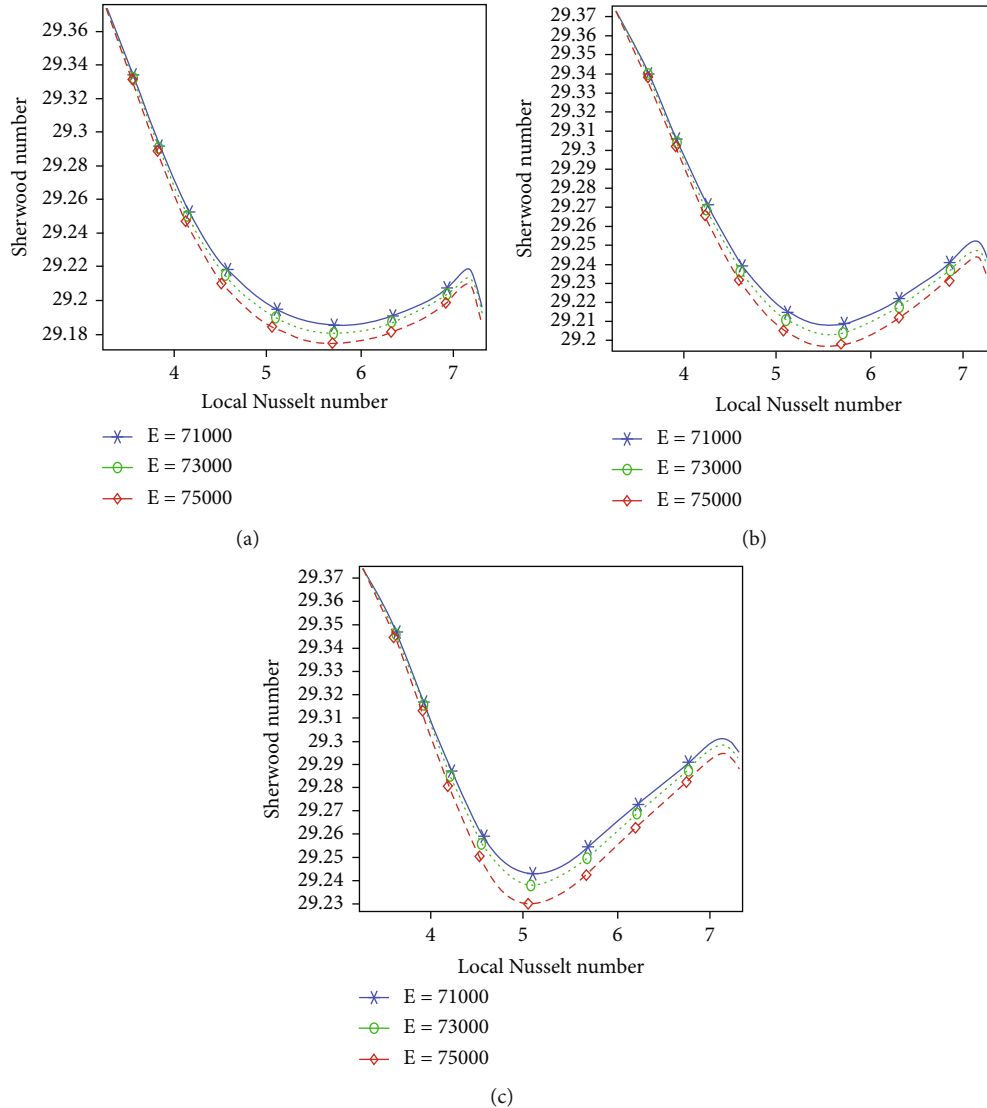 29.36
29.34
29.32
29.3
29.28
29.26
29.24
29.22
29.2
29.18
Sherwood number
4 5 6 7
Local Nusselt number
E = 71000
E = 73000
E = 75000
(a)
29.37
29.36
29.35
29.34
29.34
29.33
29.32
29.31
29.3
29.29
29.28
29.27
29.26
29.25
29.24
29.23
29.22
29.21
29.2
Sherwood number
4 5 6 7
Local Nusselt number
E = 71000
E = 73000
E = 75000
(b)
29.37
29.36
29.35
29.34
29.33
29.32
29.31
29.3
29.29
29.28
29.27
29.26
29.25
29.24
29.23
Sherwood number
4 5 6 7
Local Nusselt number
E = 71000
E = 73000
E = 75000
(c)